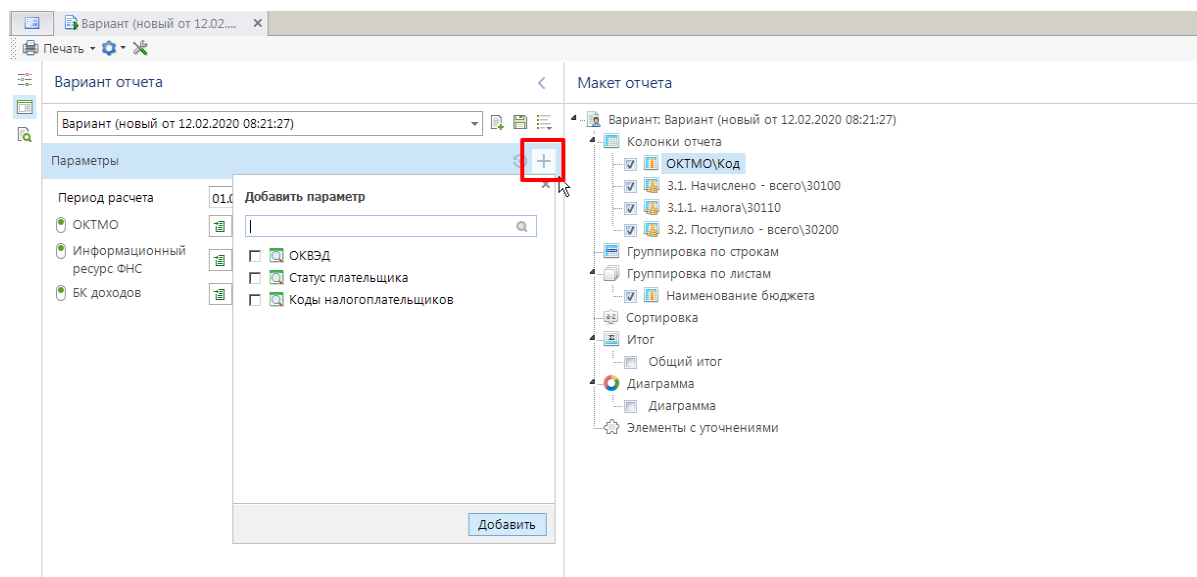 Вариант (новый от 12.02....
Печать
Вариант отчета
Вариант (новый от 12.02.2020 08:21:27)
Параметры
Период расчета
01.0
ОКТМО
Информационный
ресурс ФНС
БК доходов
Добавить параметр
ОКВЭД
Статус плательщика
Коды налогоплательщиков
Добавить
Макет отчета
Вариант: Вариант (новый от 12.02.2020 08:21:27)
Колонки отчета
ОКТМО\Код
3.1. Начислено - всего\30100
3.1.1. налога\30110
3.2. Поступило - всего\30200
Группировка по строкам
Группировка по листам
Наименование бюджета
Сортировка
Итог
Общий итог
Диаграмма
Диаграмма
Элементы с уточнениями